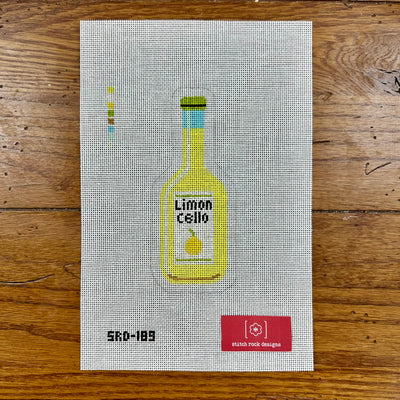 Limon
cello
SRD-189
stitch rock designs